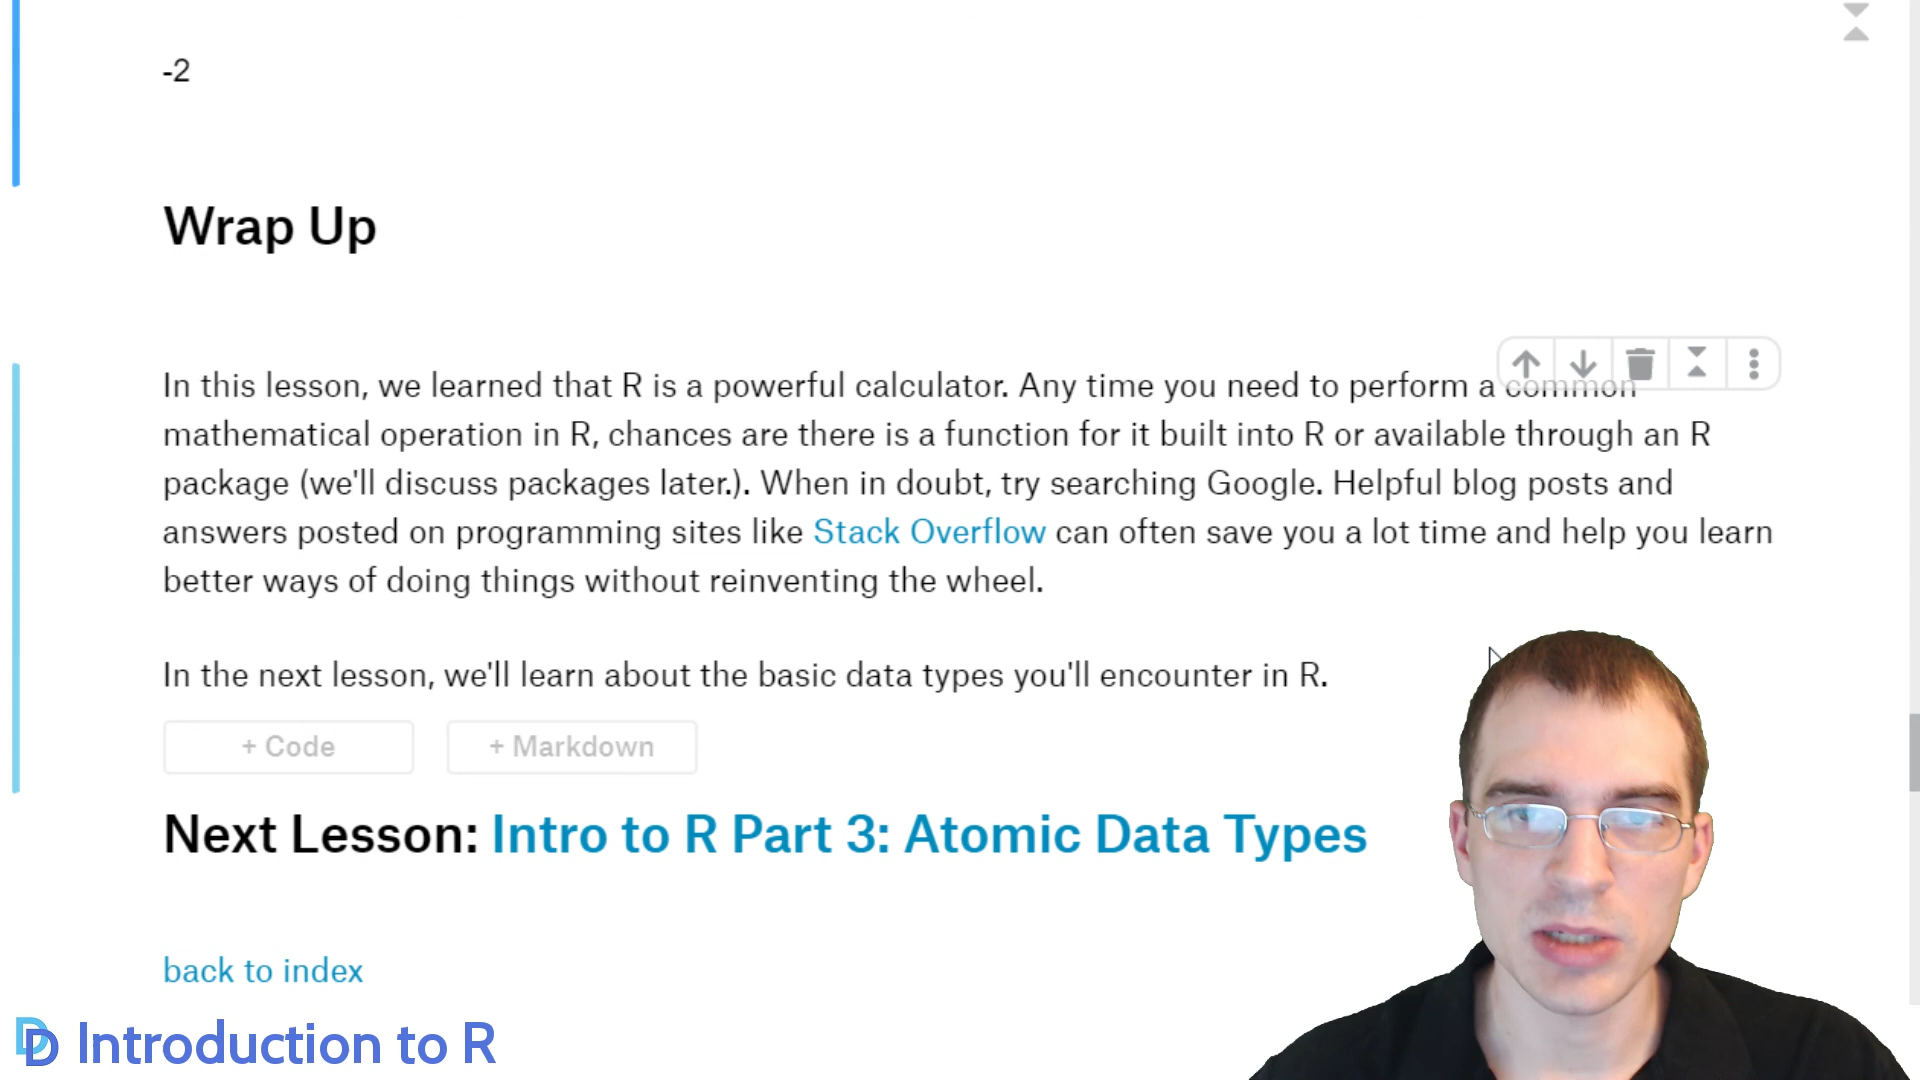 -2
Wrap Up
In this lesson, we learned that R is a powerful calculator. Any time you need to perform a common
mathematical operation in R, chances are there is a function for it built into R or available through an R
package (we'll discuss packages later.). When in doubt, try searching Google. Helpful blog posts and
answers posted on programming sites like Stack Overflow can often save you a lot time and help you learn
better ways of doing things without reinventing the wheel.
In the next lesson, we'll learn about the basic data types you'll encounter in R.
+ Code + Markdown
Next Lesson: Intro to R Part 3: Atomic Data Types
back to index
Introduction to R